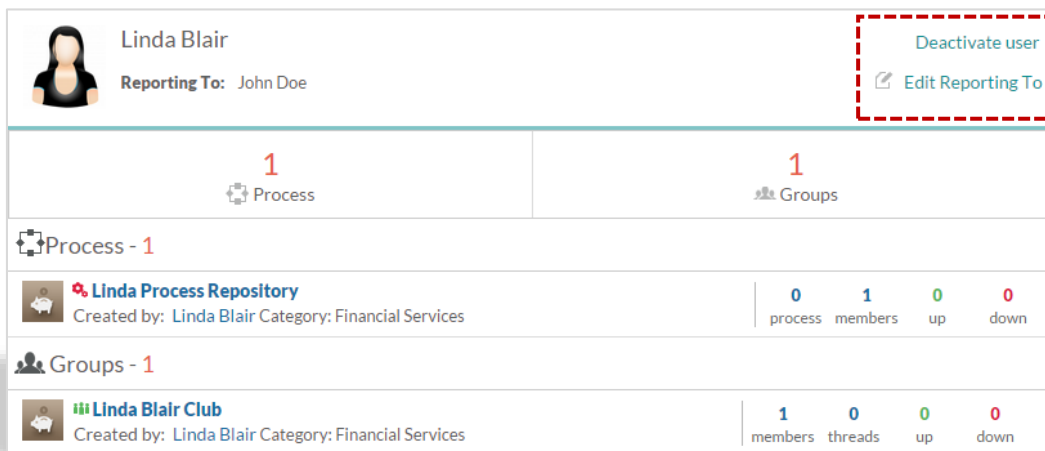 Linda Blair
Deactivate user
Reporting To: John Doe
Edit Reporting To
1
Process
1
Groups
Process - 1
Linda Process Repository
Created by: Linda Blair Category: Financial Services
0 1 0 0
process members up down
Groups - 1
Linda Blair Club
Created by: Linda Blair Category: Financial Services
1 0 0 0
members threads up down